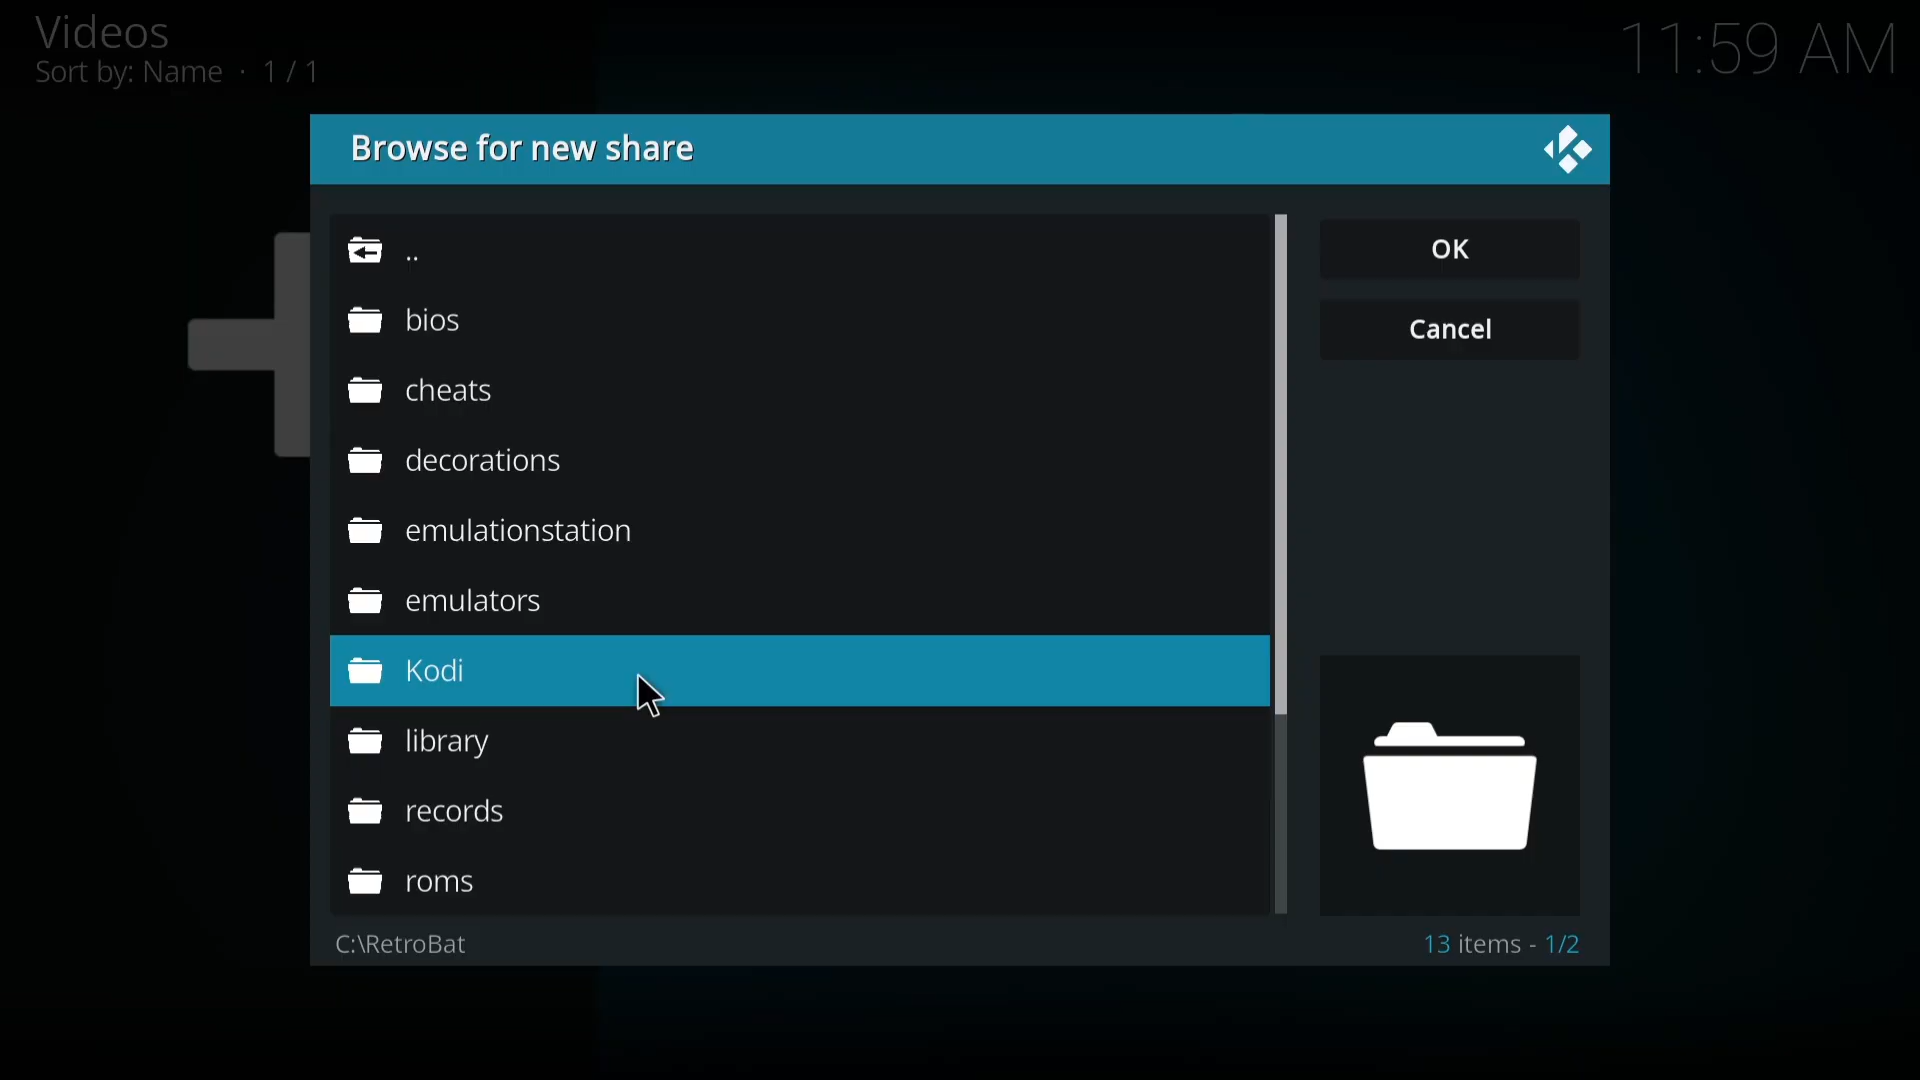 Videos
Sort by: Name · 1 / 1
11:59 AM
Browse for new share
..
bios
cheats
decorations
emulationstation
emulators
Kodi
library
records
roms
OK
Cancel
C:\RetroBat
13 items - 1/2